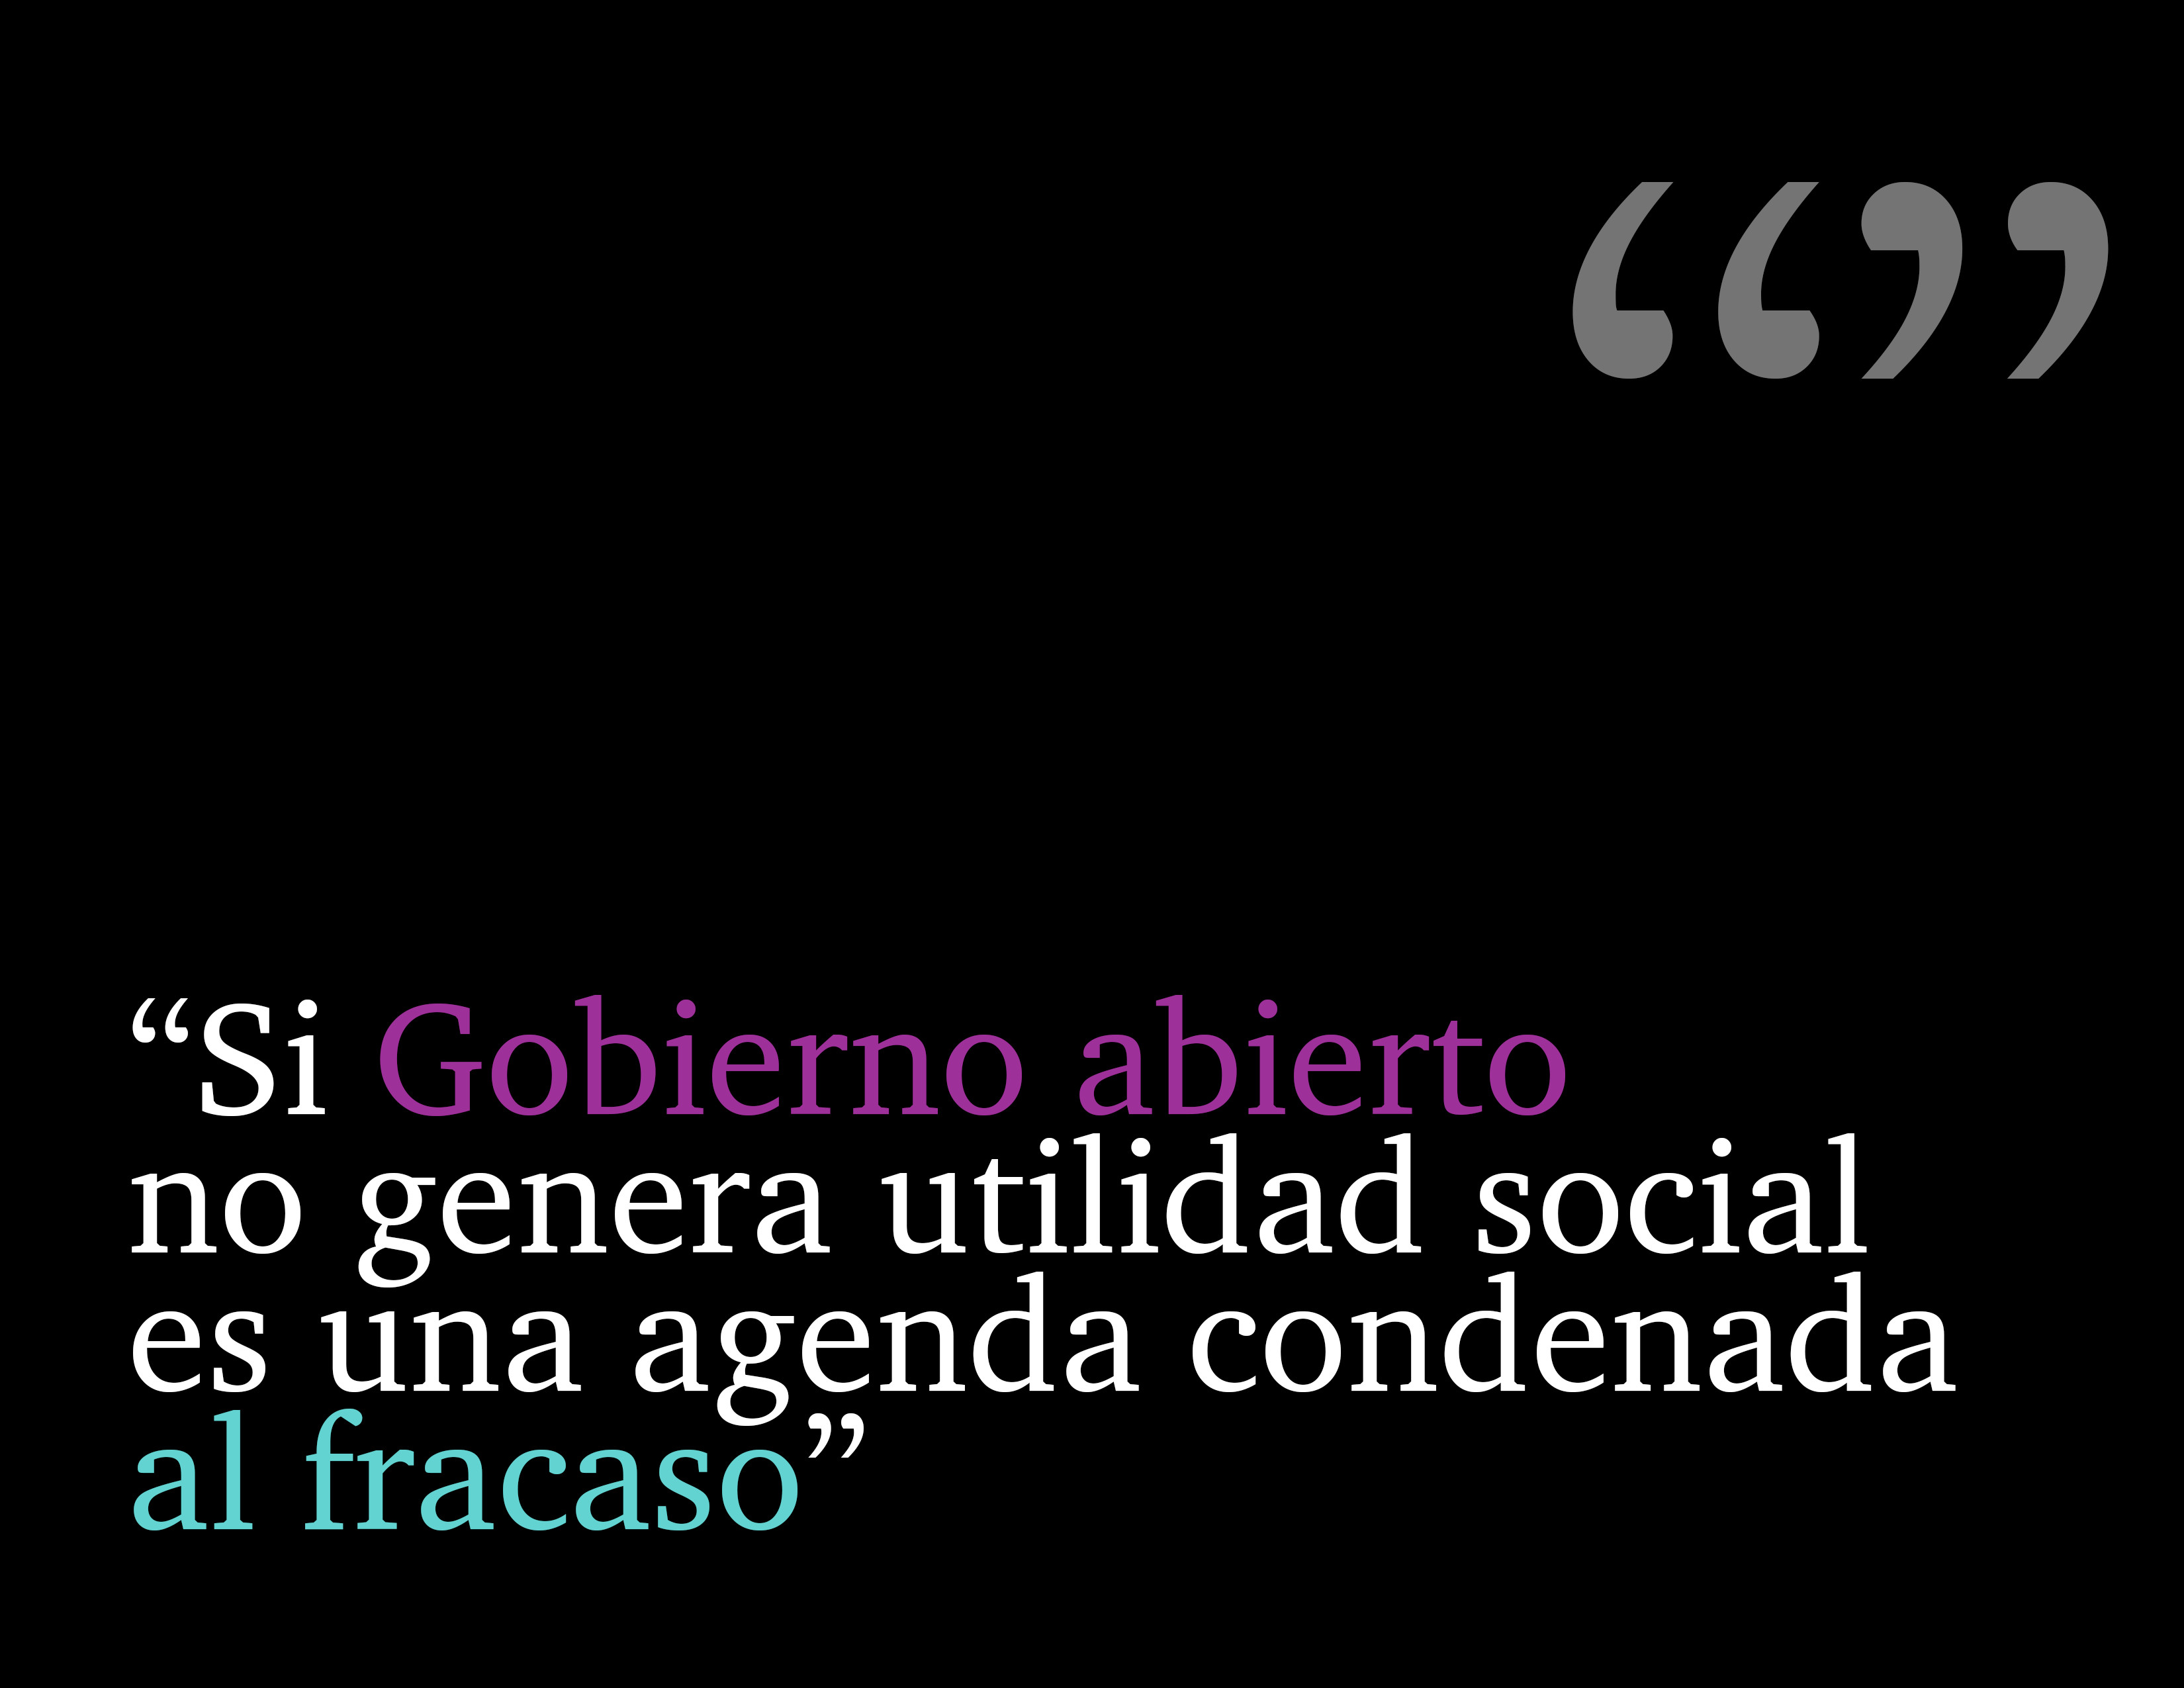 “”
“Si Gobierno abierto
no genera utilidad social
es una agenda condenada
al fracaso”